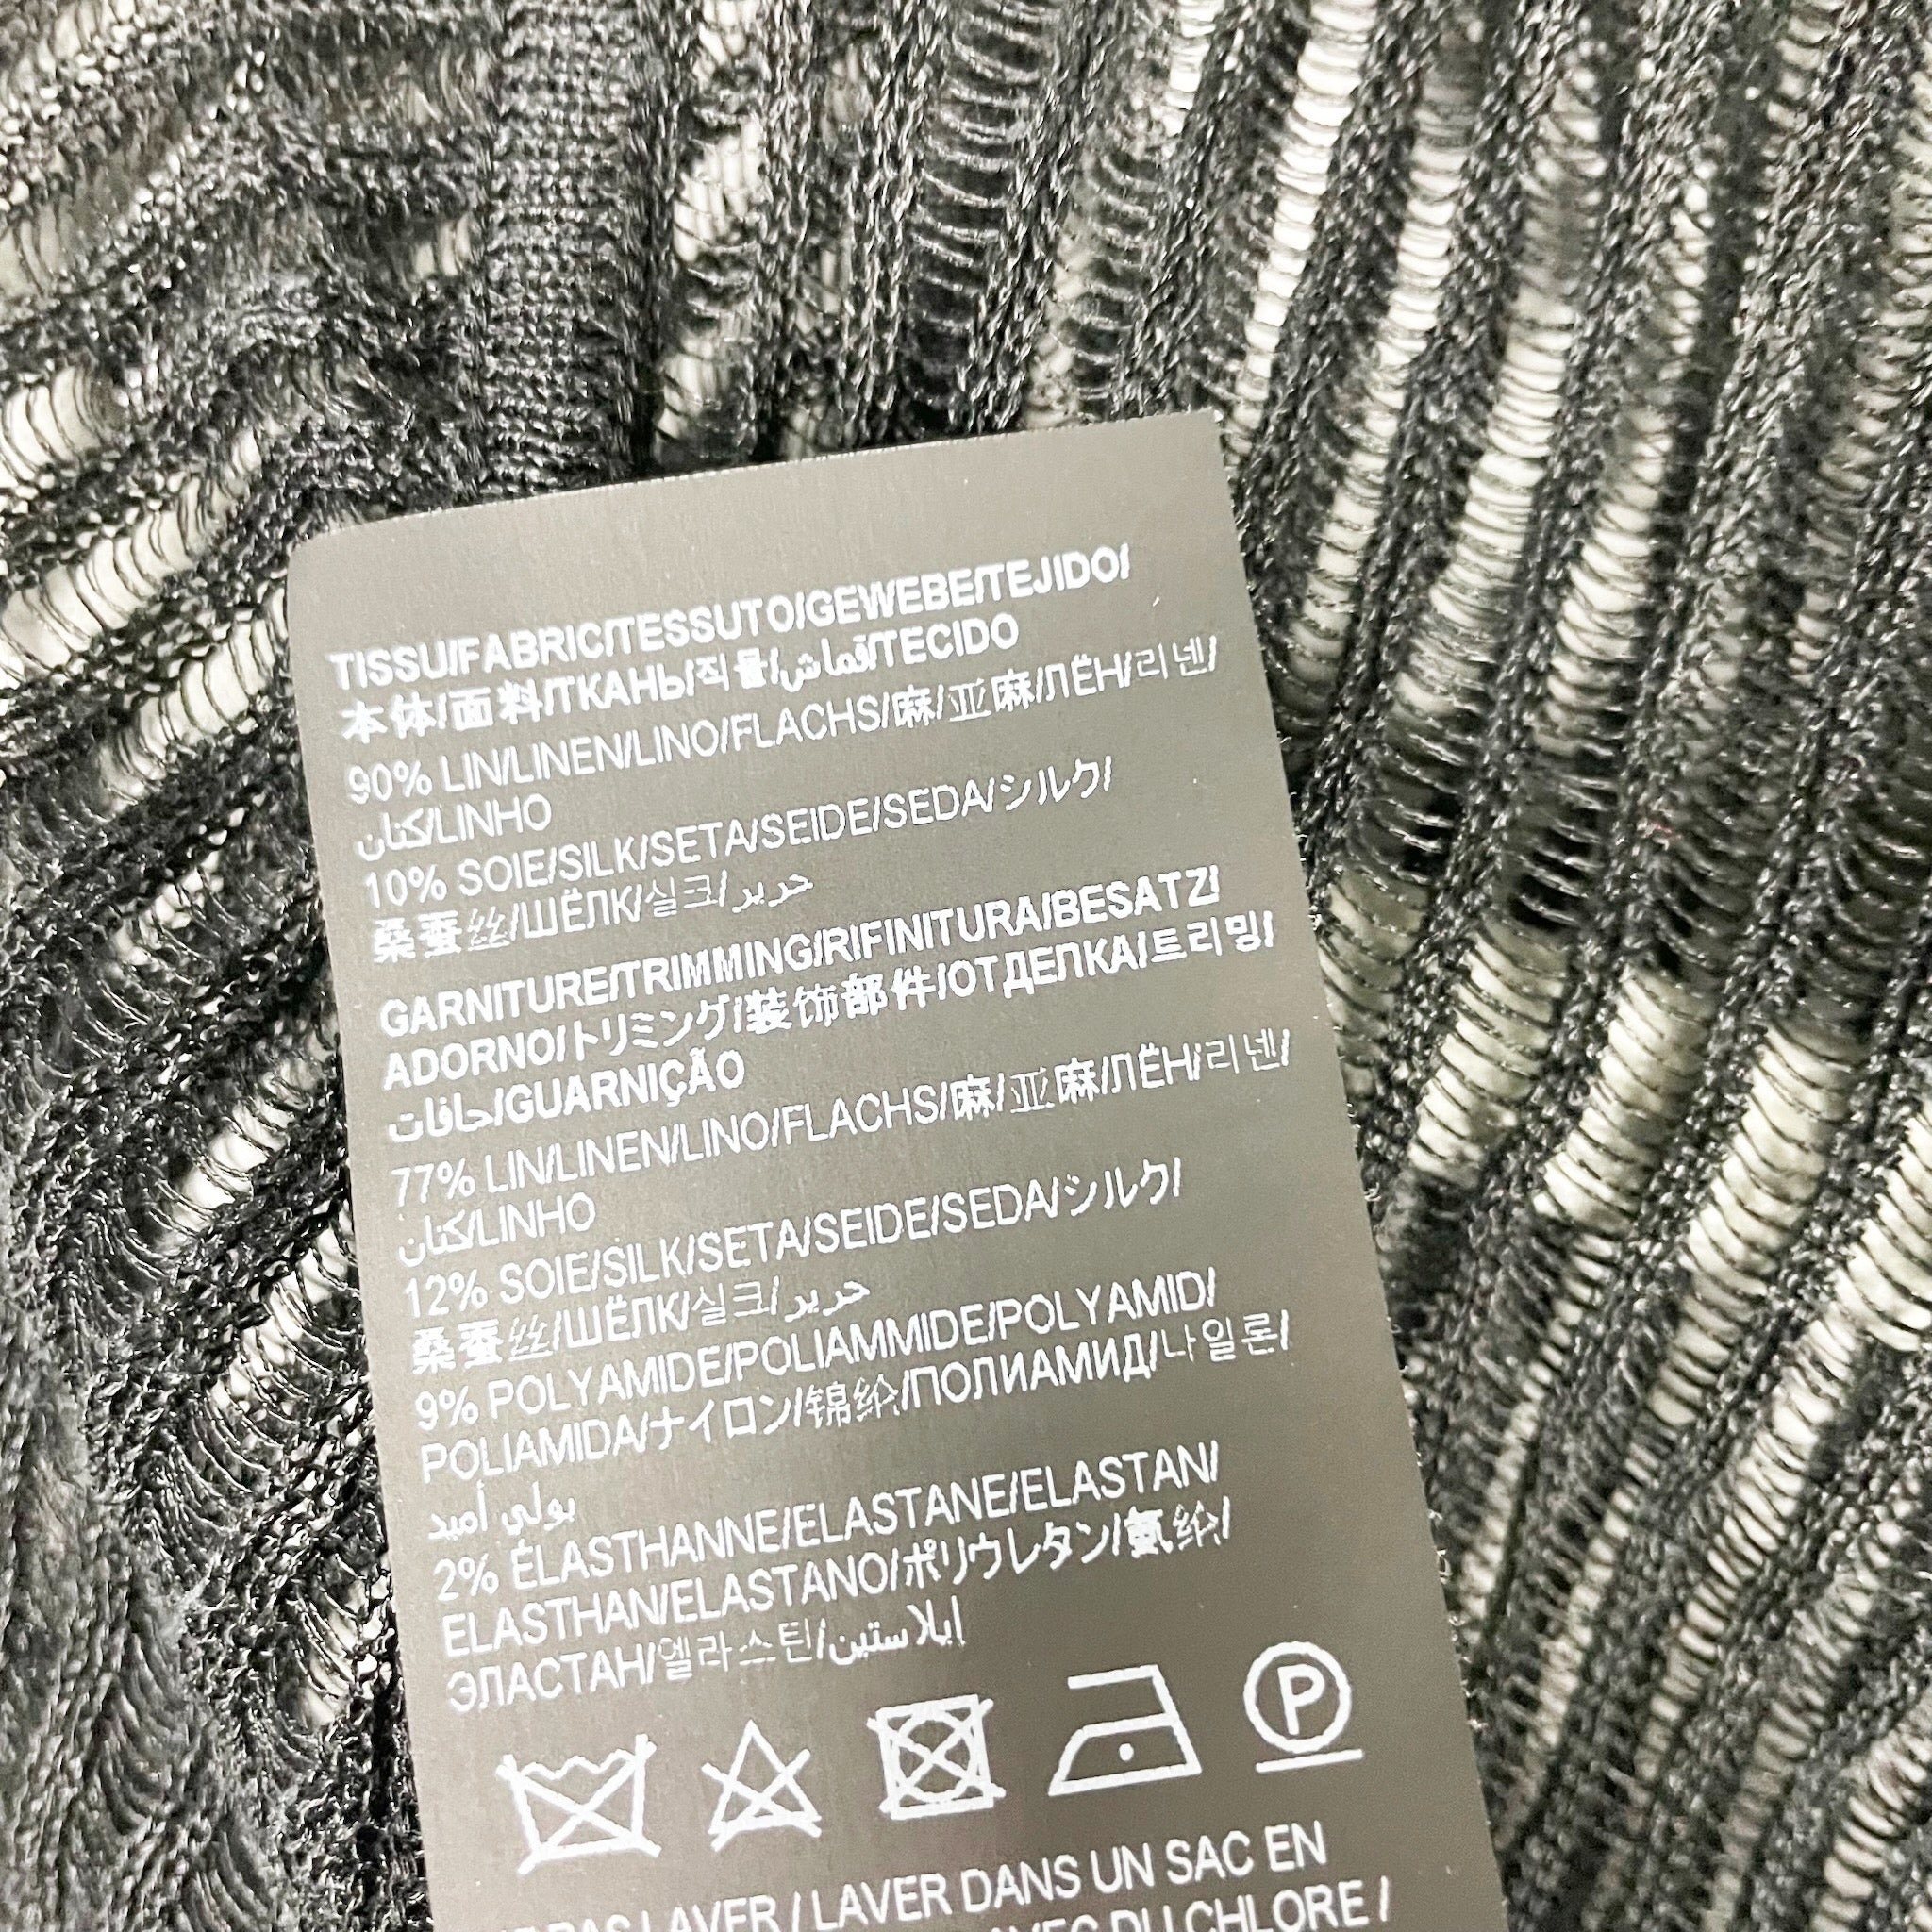 TISSU/FABRIC/TESSUTO/GEWEBE/TEJIDO/
本体/面料/ТКАНЬ/직물/قماش/TECIDO
90% LIN/LINEN/LINO/FLACHS/麻/亚麻/ЛЁН/리넨/
كتان/LINHO
10% SOIE/SILK/SETA/SEIDE/SEDA/シルク/
桑蚕丝/ШЁЛК/실크/حرير
GARNITURE/TRIMMING/RIFINITURA/BESATZ/
ADORNO/トリミング/装饰部件/ОТДЕЛКА/트리밍/
حافات/GUARNIÇÃO
77% LIN/LINEN/LINO/FLACHS/麻/亚麻/ЛЁН/리넨/
كتان/LINHO
12% SOIE/SILK/SETA/SEIDE/SEDA/シルク/
桑蚕丝/ШЁЛК/실크/حرير
9% POLYAMIDE/POLIAMMIDE/POLYAMID/
POLIAMIDA/ナイロン/锦纶/ПОЛИАМИД/나일론/
بولي أميد
2% ÉLASTHANNE/ELASTANE/ELASTAN/
ELASTHAN/ELASTANO/ポリウレタン/氨纶/
ЭЛАСТАН/엘라스틴/إيلاستين
P
PAS LAVER / LAVER DANS UN SAC EN
AVEC DU CHLORE /